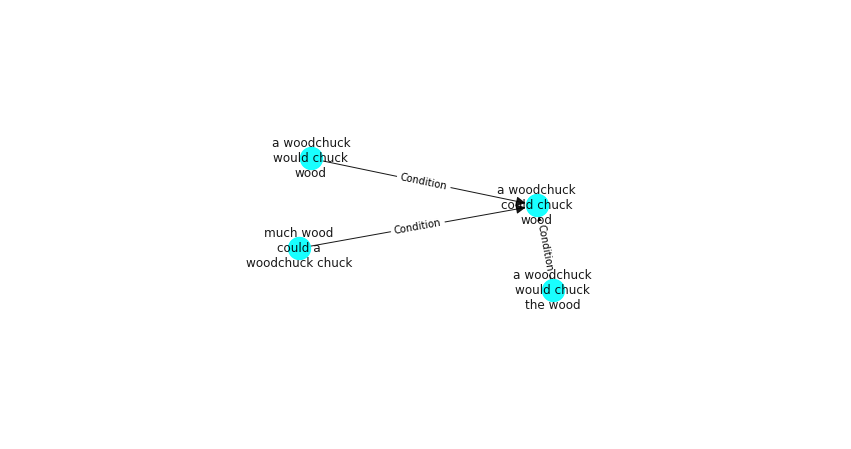 a woodchuck
would chuck
wood
Condition
a woodchuck
could chuck
wood
Condition
much wood
could a
woodchuck chuck
Condition
a woodchuck
would chuck
the wood